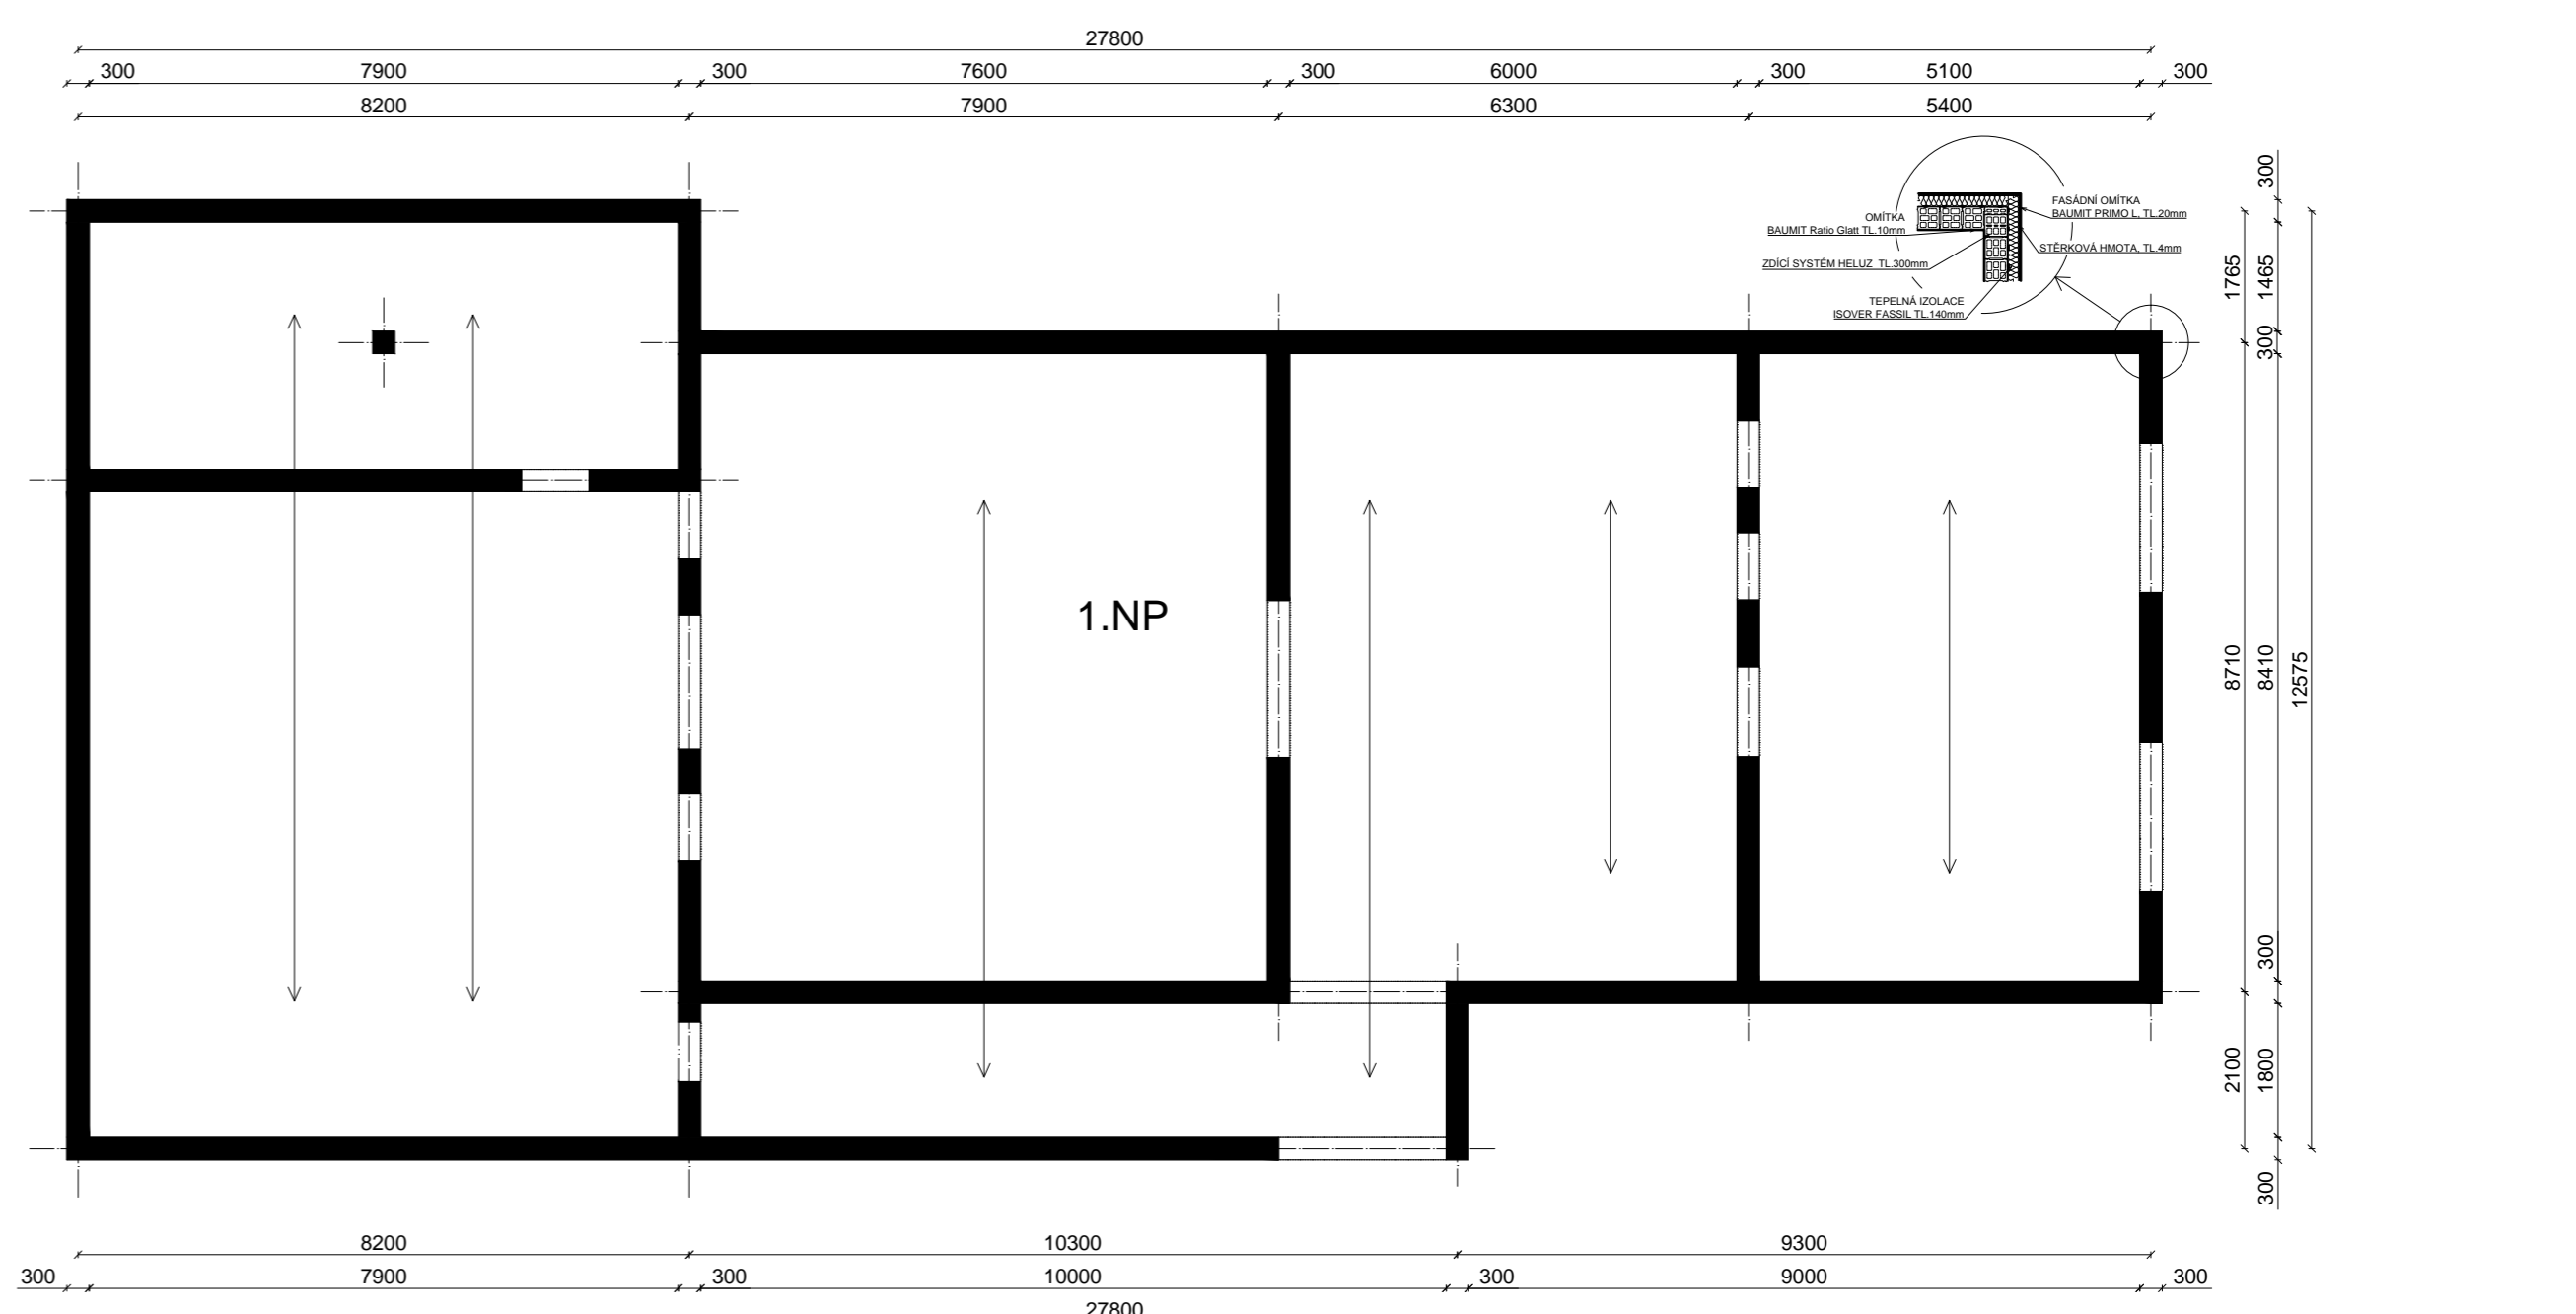 27800
300 7900 300 7600 300 6000 300 5100 300
8200 7900 6300 5400
OMÍTKA
BAUMIT Ratio Glatt TL.10mm
ZDÍCÍ SYSTÉM HELUZ TL.300mm
TEPELNÁ IZOLACE
ISOVER FASSIL TL.140mm
FASÁDNÍ OMÍTKA
BAUMIT PRIMO L, TL.20mm
STĚRKOVÁ HMOTA, TL.4mm
1.NP
1765
8710
2100
300
1465
300
8410
300
1800
300
12575
8200 10300 9300
300 7900 300 10000 300 9000 300
27800